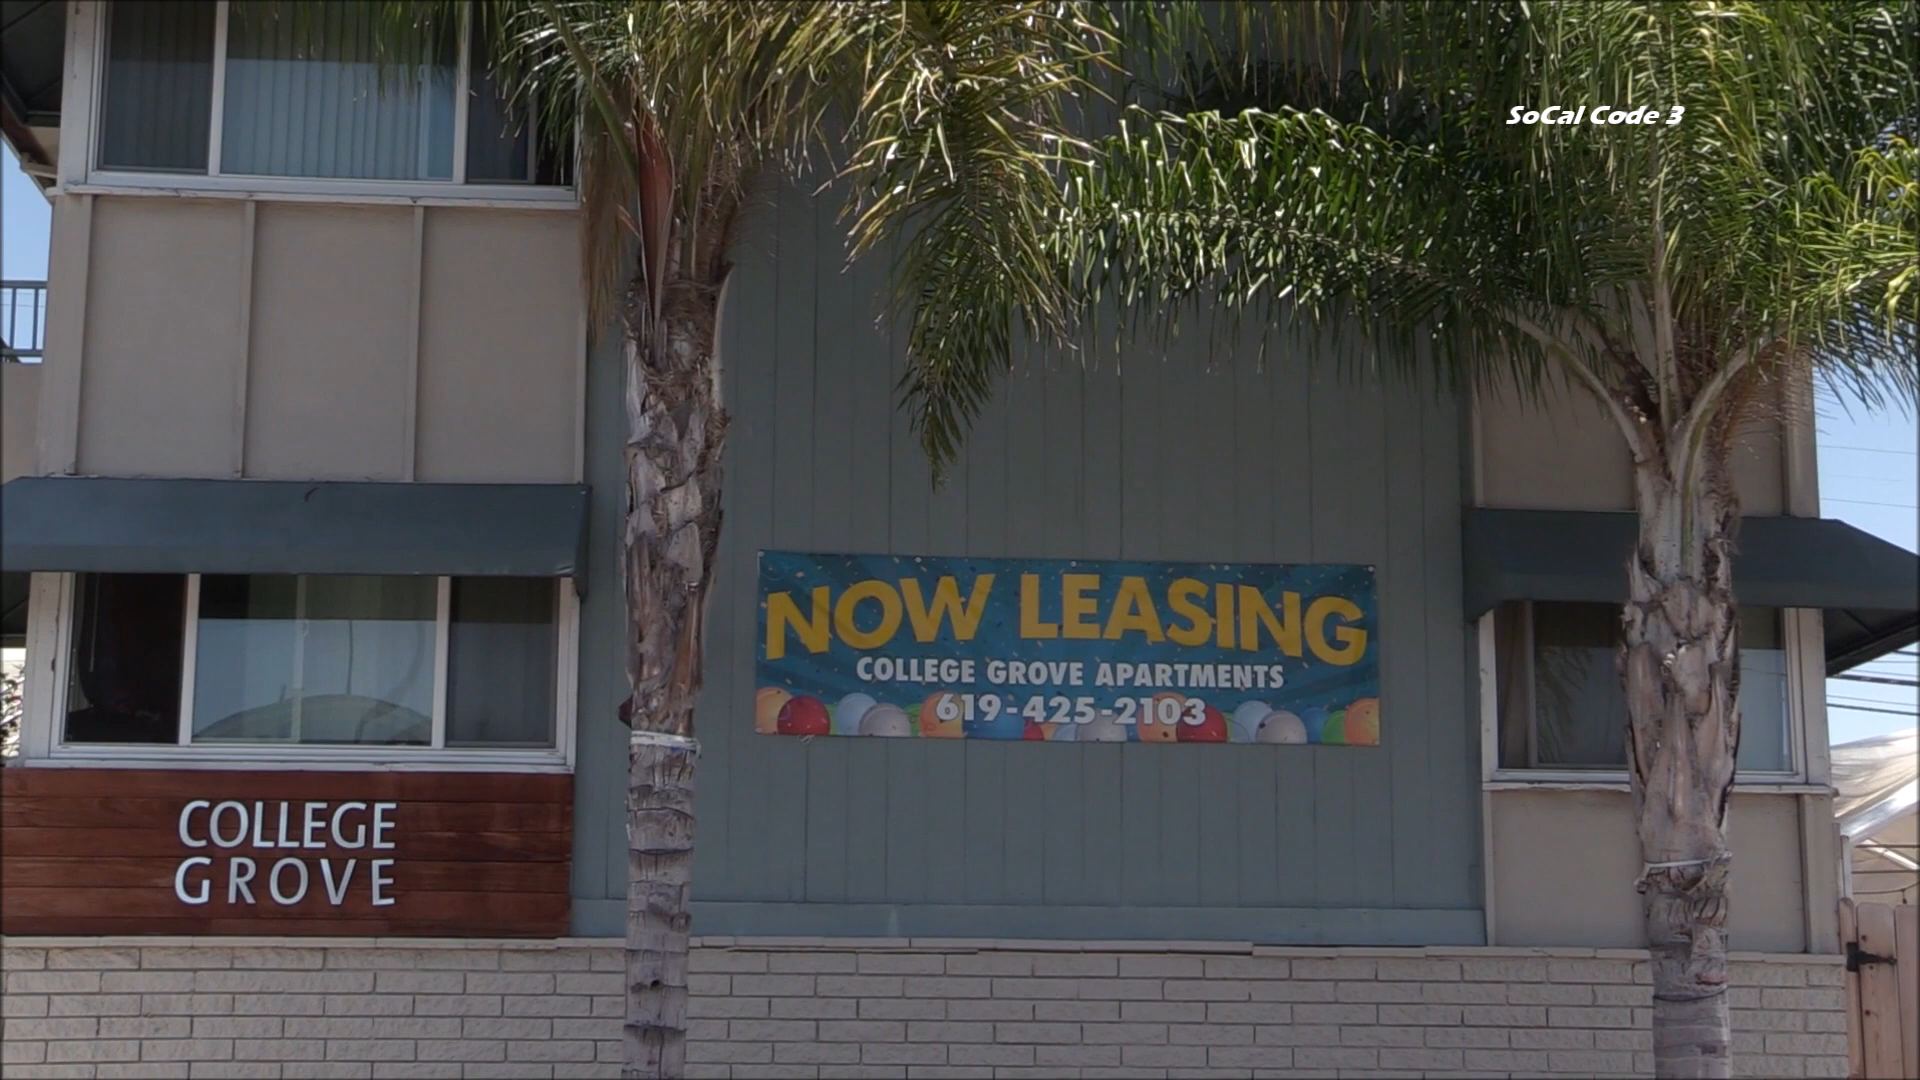 SoCal Code 3
NOW LEASING
COLLEGE GROVE APARTMENTS
619-425-2103
COLLEGE
GROVE